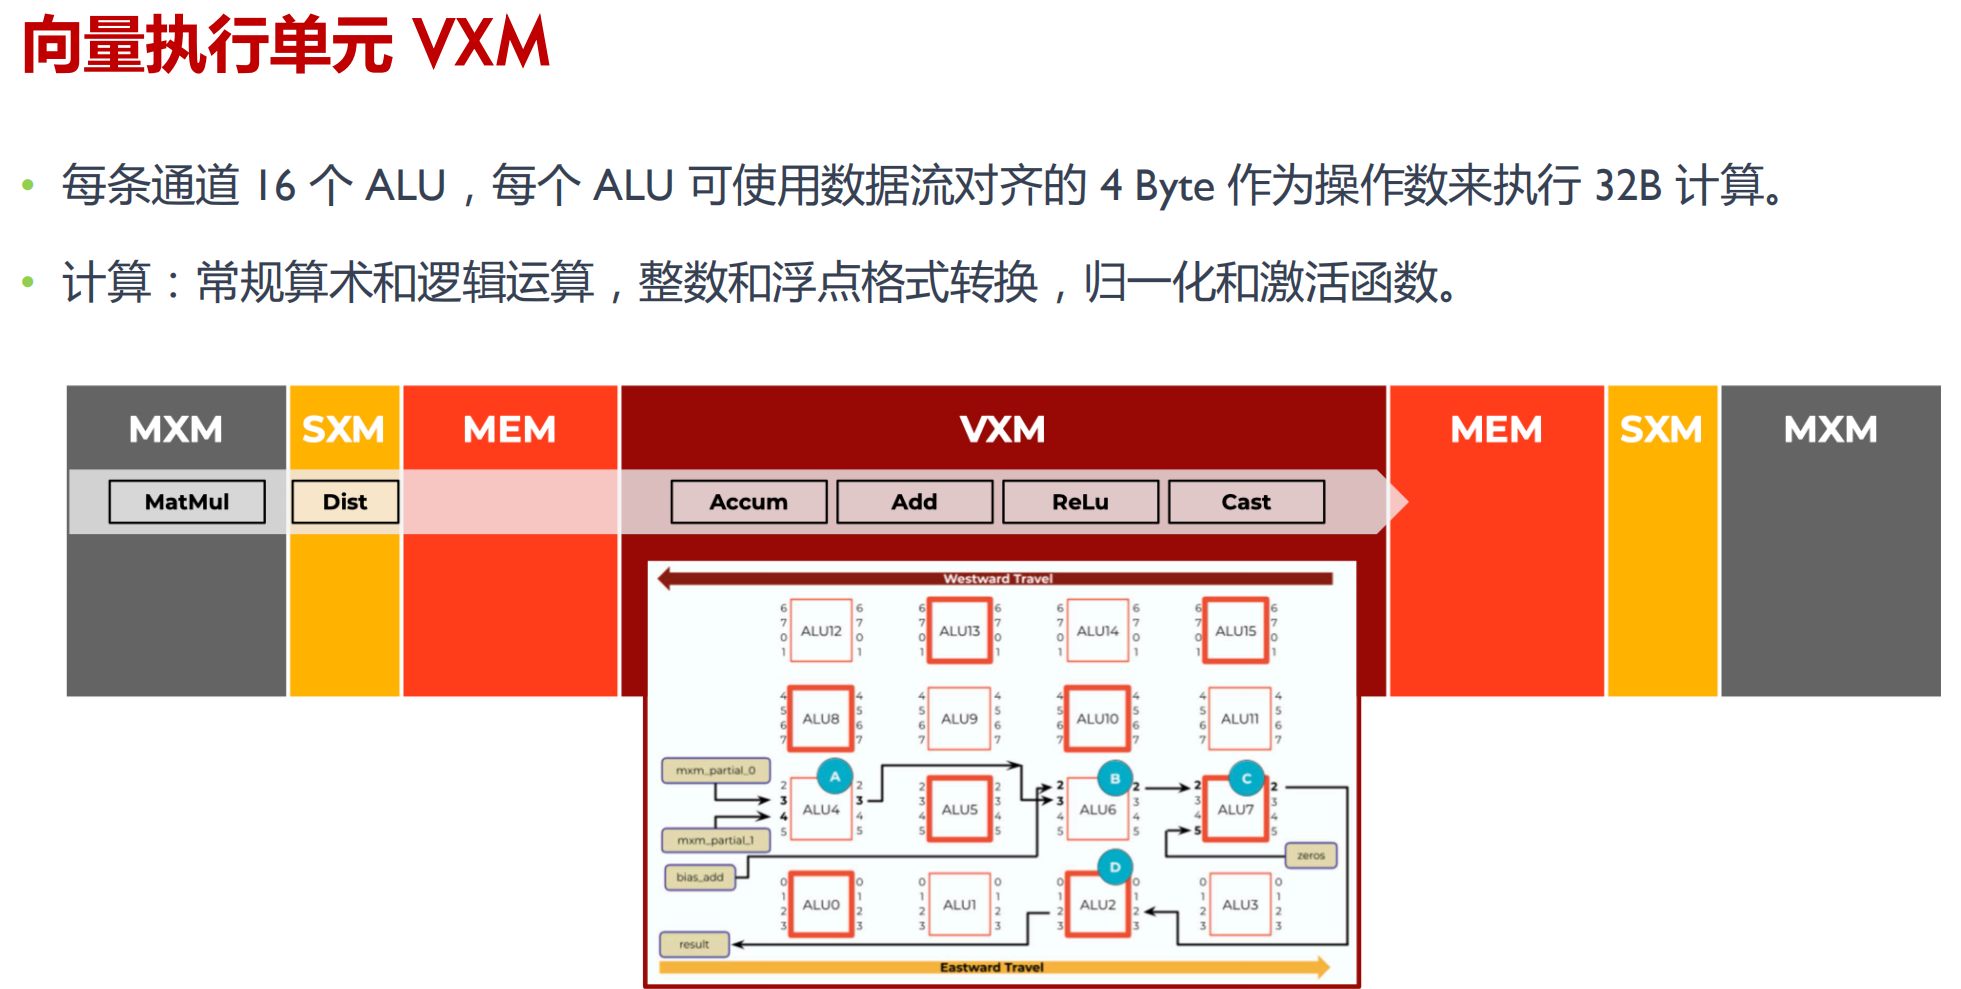 向量执行单元 VXM
• 每条通道 16 个 ALU，每个 ALU 可使用数据流对齐的 4 Byte 作为操作数来执行 32B 计算。
• 计算：常规算术和逻辑运算，整数和浮点格式转换，归一化和激活函数。
MXM SXM MEM VXM MEM SXM MXM
MatMul Dist Accum Add ReLu Cast
Westward Travel
6 6 6 6 6 6 6 6
7 ALU12 7 7 ALU13 7 7 ALU14 7 7 ALU15 7
0 0 0 0 0 0 0 0
1 1 1 1 1 1 1 1
4 4 4 4 4 4 4 4
5 ALU8 5 5 ALU9 5 5 ALU10 5 5 ALU11 5
6 6 6 6 6 6 6 6
7 7 7 7 7 7 7 7
mxm_partial_0 A B C
2 2 2 2 2 2 2 2
3 ALU4 3 3 ALU5 3 3 ALU6 3 3 ALU7 3
4 4 4 4 4 4 4 4
5 5 5 5 5 5 5 5
mxm_partial_1
zeros
bias_add D
0 0 0 0 0 0 0 0
1 ALU0 1 1 ALU1 1 1 ALU2 1 1 ALU3 1
2 2 2 2 2 2 2 2
3 3 3 3 3 3 3 3
result
Eastward Travel